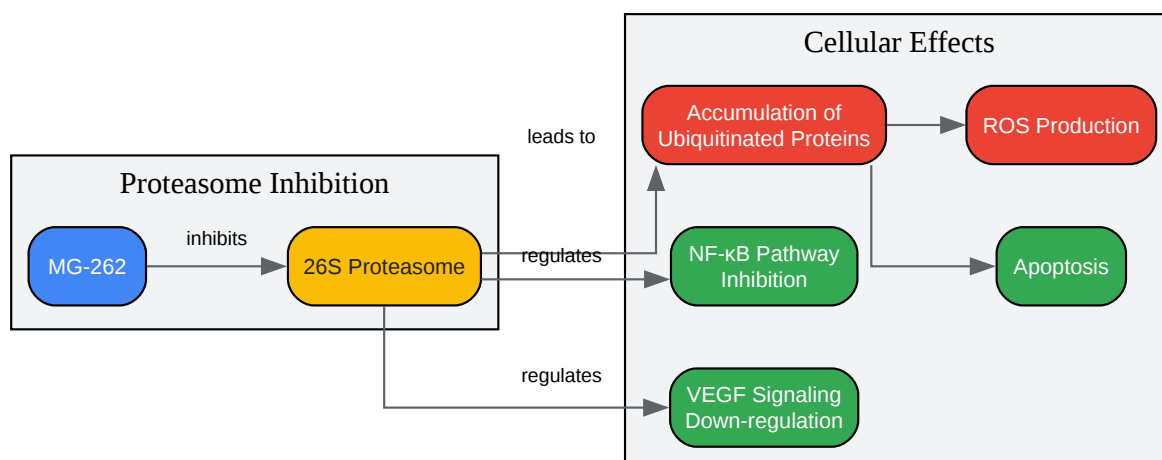 Cellular Effects
Accumulation of
Ubiquitinated Proteins
ROS Production
leads to
Proteasome Inhibition
inhibits
MG-262
26S Proteasome
regulates
NF-κB Pathway
Inhibition
Apoptosis
regulates
VEGF Signaling
Down-regulation